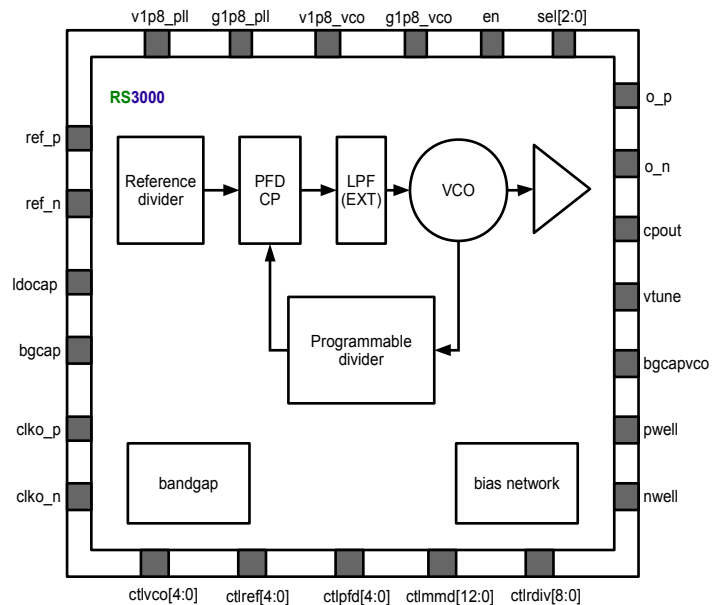 v1p8_pll g1p8_pll v1p8_vco g1p8_vco en sel[2:0]
RS3000
ref_p
ref_n
ldocap
bgcap
clko_p
clko_n
Reference
divider
PFD
CP
LPF
(EXT)
VCO
Programmable
divider
bandgap
bias network
o_p
o_n
cpout
vtune
bgcapvco
pwell
nwell
ctlvco[4:0] ctlref[4:0] ctlpfd[4:0] ctlmmd[12:0] ctlrdiv[8:0]